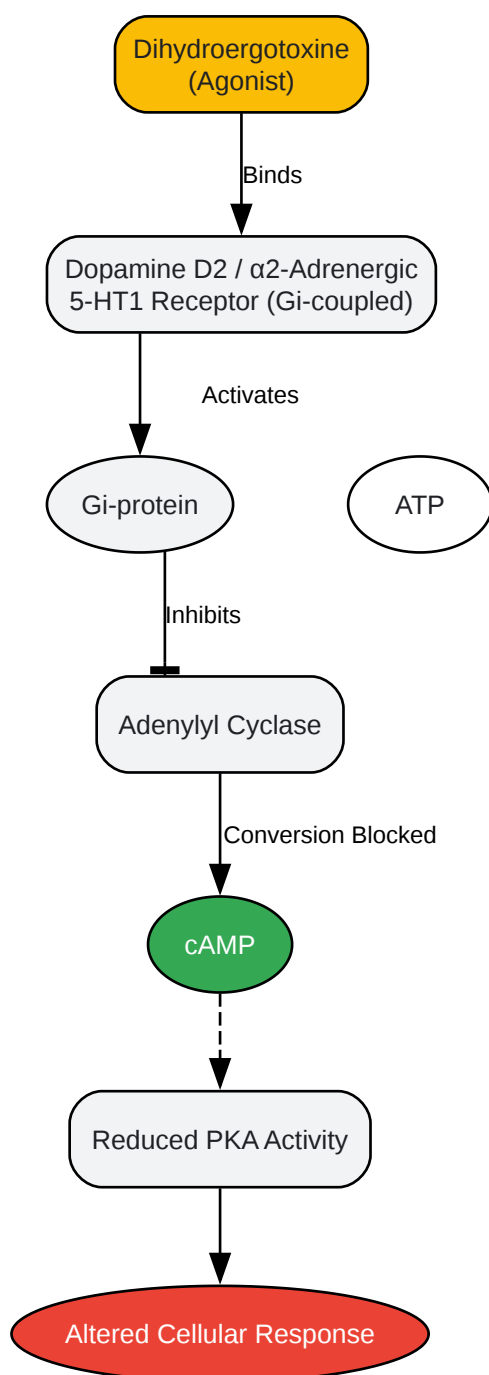 Dihydroergotoxine
(Agonist)
Binds
Dopamine D2 / α2-Adrenergic
5-HT1 Receptor (Gi-coupled)
Activates
Gi-protein
ATP
Inhibits
Adenylyl Cyclase
Conversion Blocked
cAMP
Reduced PKA Activity
Altered Cellular Response